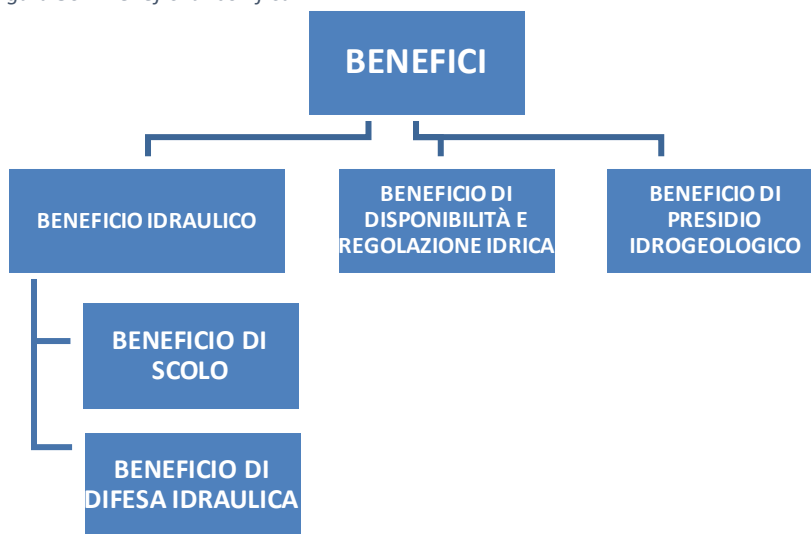 BENEFICI
BENEFICIO IDRAULICO
BENEFICIO DI
DISPONIBILITÀ E
REGOLAZIONE IDRICA
BENEFICIO DI
PRESIDIO
IDROGEOLOGICO
BENEFICIO DI
SCOLO
BENEFICIO DI
DIFESA IDRAULICA